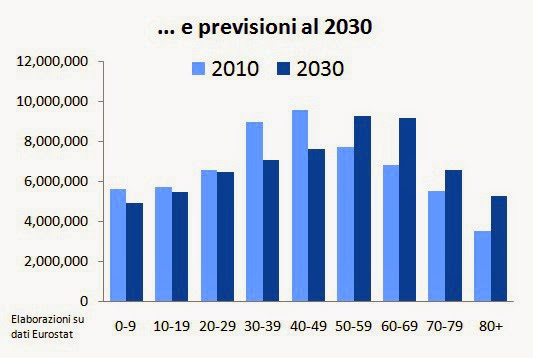 ... e previsioni al 2030
2010 2030
12,000,000
10,000,000
8,000,000
6,000,000
4,000,000
2,000,000
0
0-9 10-19 20-29 30-39 40-49 50-59 60-69 70-79 80+
Elaborazioni su
dati Eurostat